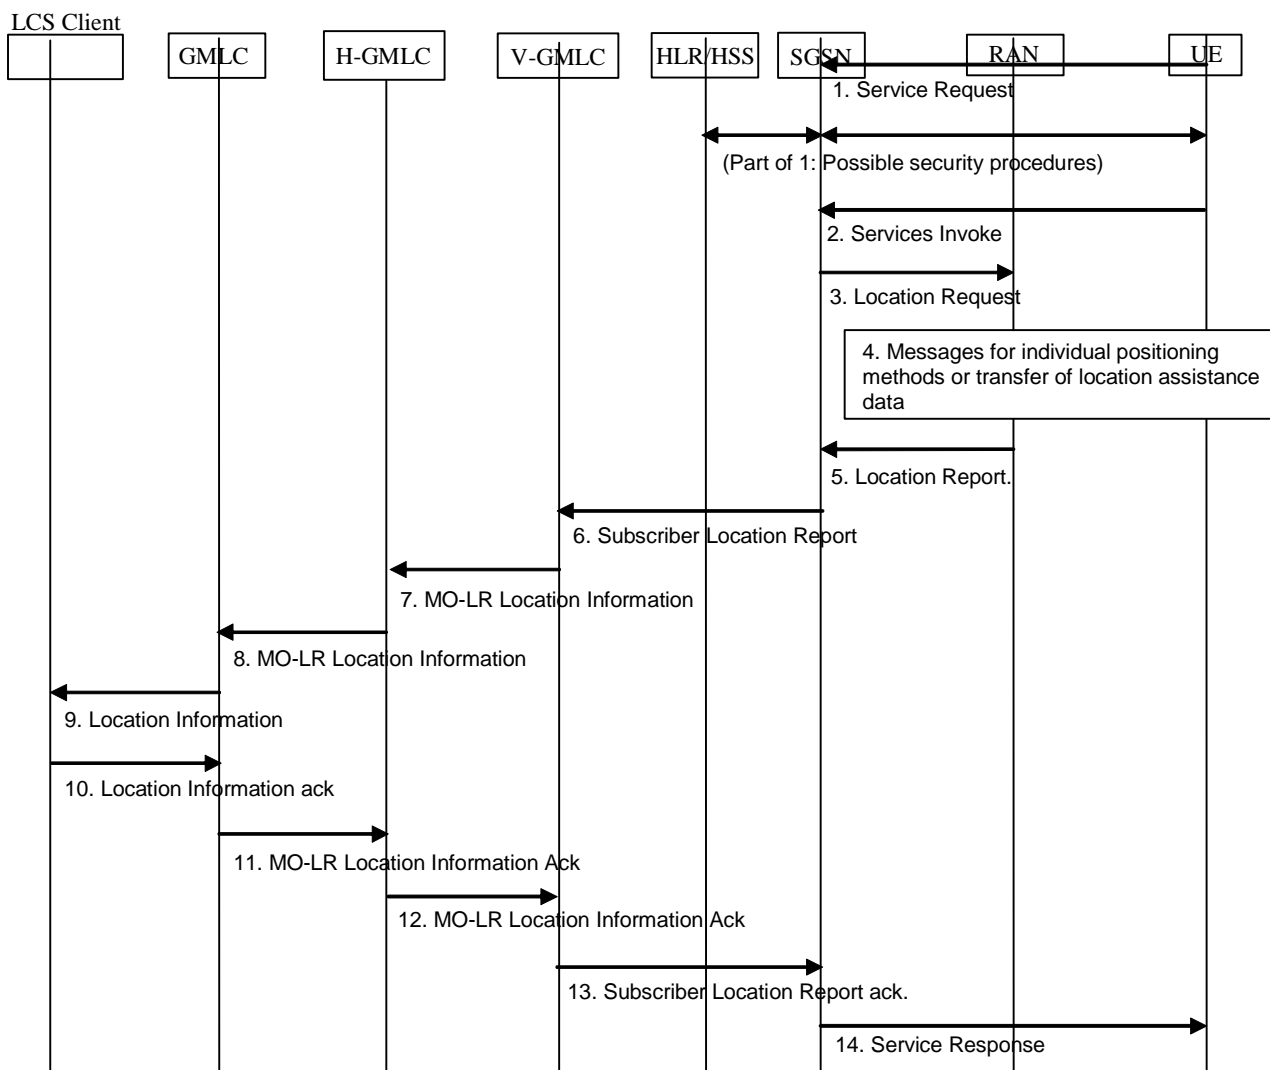 LCS Client
GMLC
H-GMLC
V-GMLC
HLR/HSS
SGSN
RAN
UE
1. Service Request
(Part of 1: Possible security procedures)
2. Services Invoke
3. Location Request
4. Messages for individual positioning
methods or transfer of location assistance
data
5. Location Report.
6. Subscriber Location Report
7. MO-LR Location Information
8. MO-LR Location Information
9. Location Information
10. Location Information ack
11. MO-LR Location Information Ack
12. MO-LR Location Information Ack
13. Subscriber Location Report ack.
14. Service Response